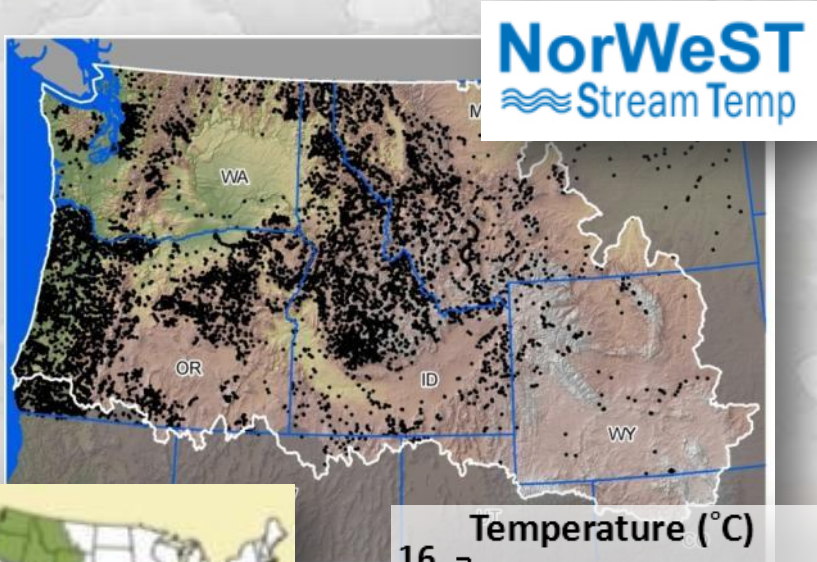 NorWeST
Stream Temp
M
WA
OR
ID
WY
Temperature (˚C)
16